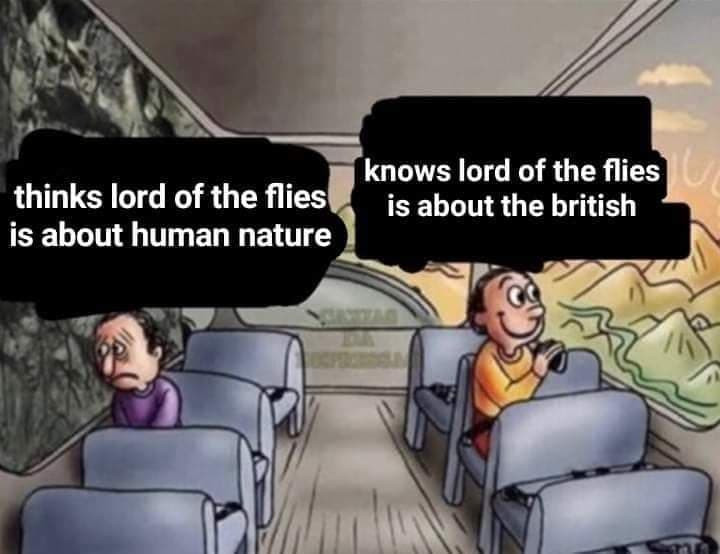 thinks lord of the flies
is about human nature
knows lord of the flies
is about the british